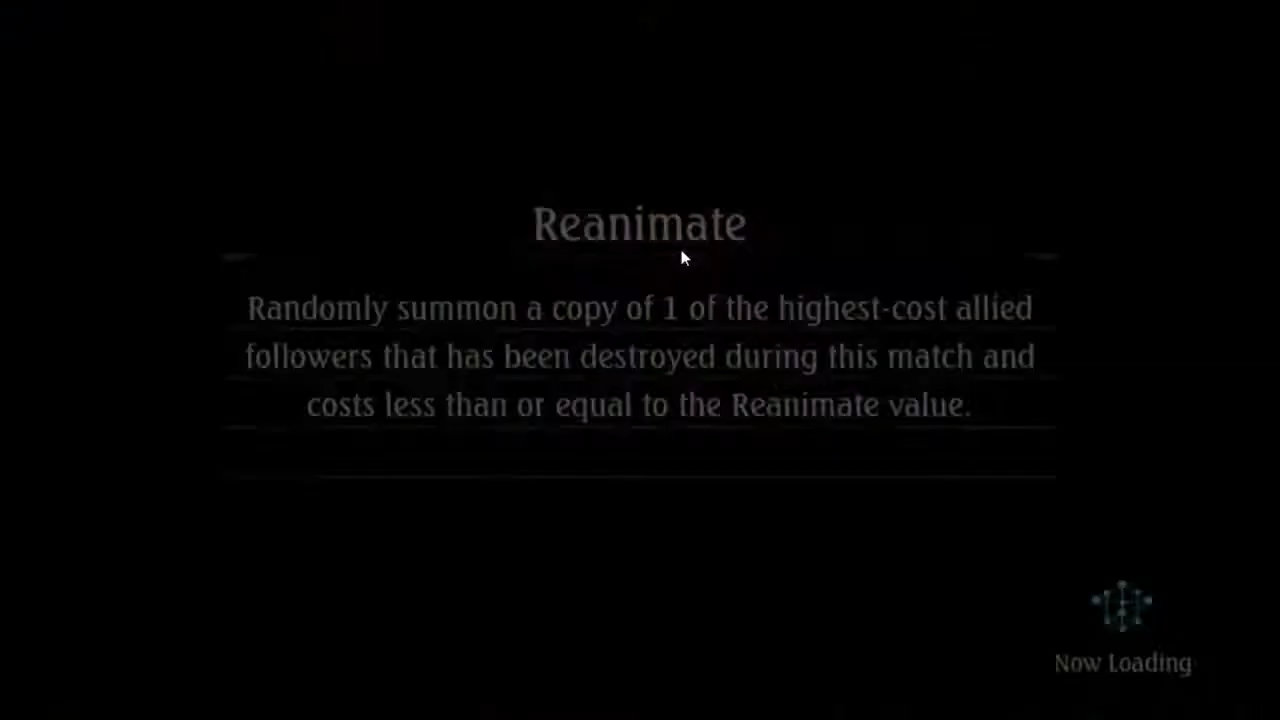 Reanimate
Randomly summon a copy of 1 of the highest-cost allied
followers that has been destroyed during this match and
costs less than or equal to the Reanimate value.
Now Loading